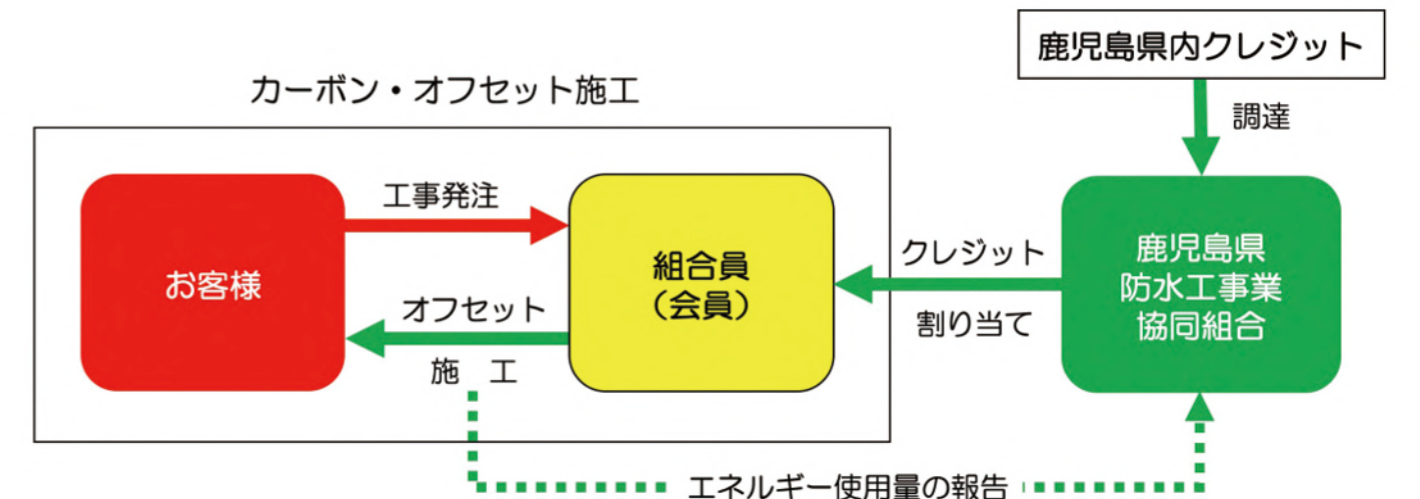 鹿児島県内クレジット
カーボン・オフセット施工
調達
工事発注
お客様
組合員
（会員）
オフセット
施　工
クレジット
割り当て
鹿児島県
防水工事業
協同組合
エネルギー使用量の報告